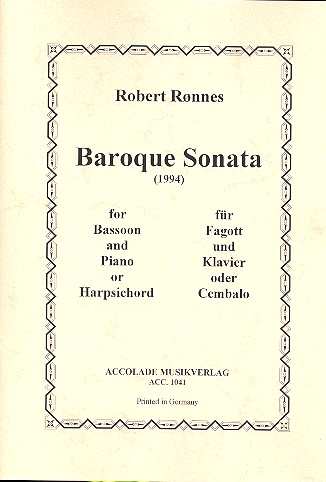 Robert Rønnes
Baroque Sonata
(1994)
for
Bassoon
and
Piano
or
Harpsichord
für
Fagott
und
Klavier
oder
Cembalo
ACCOLADE MUSIKVERLAG
ACC. 1041
Printed in Germany